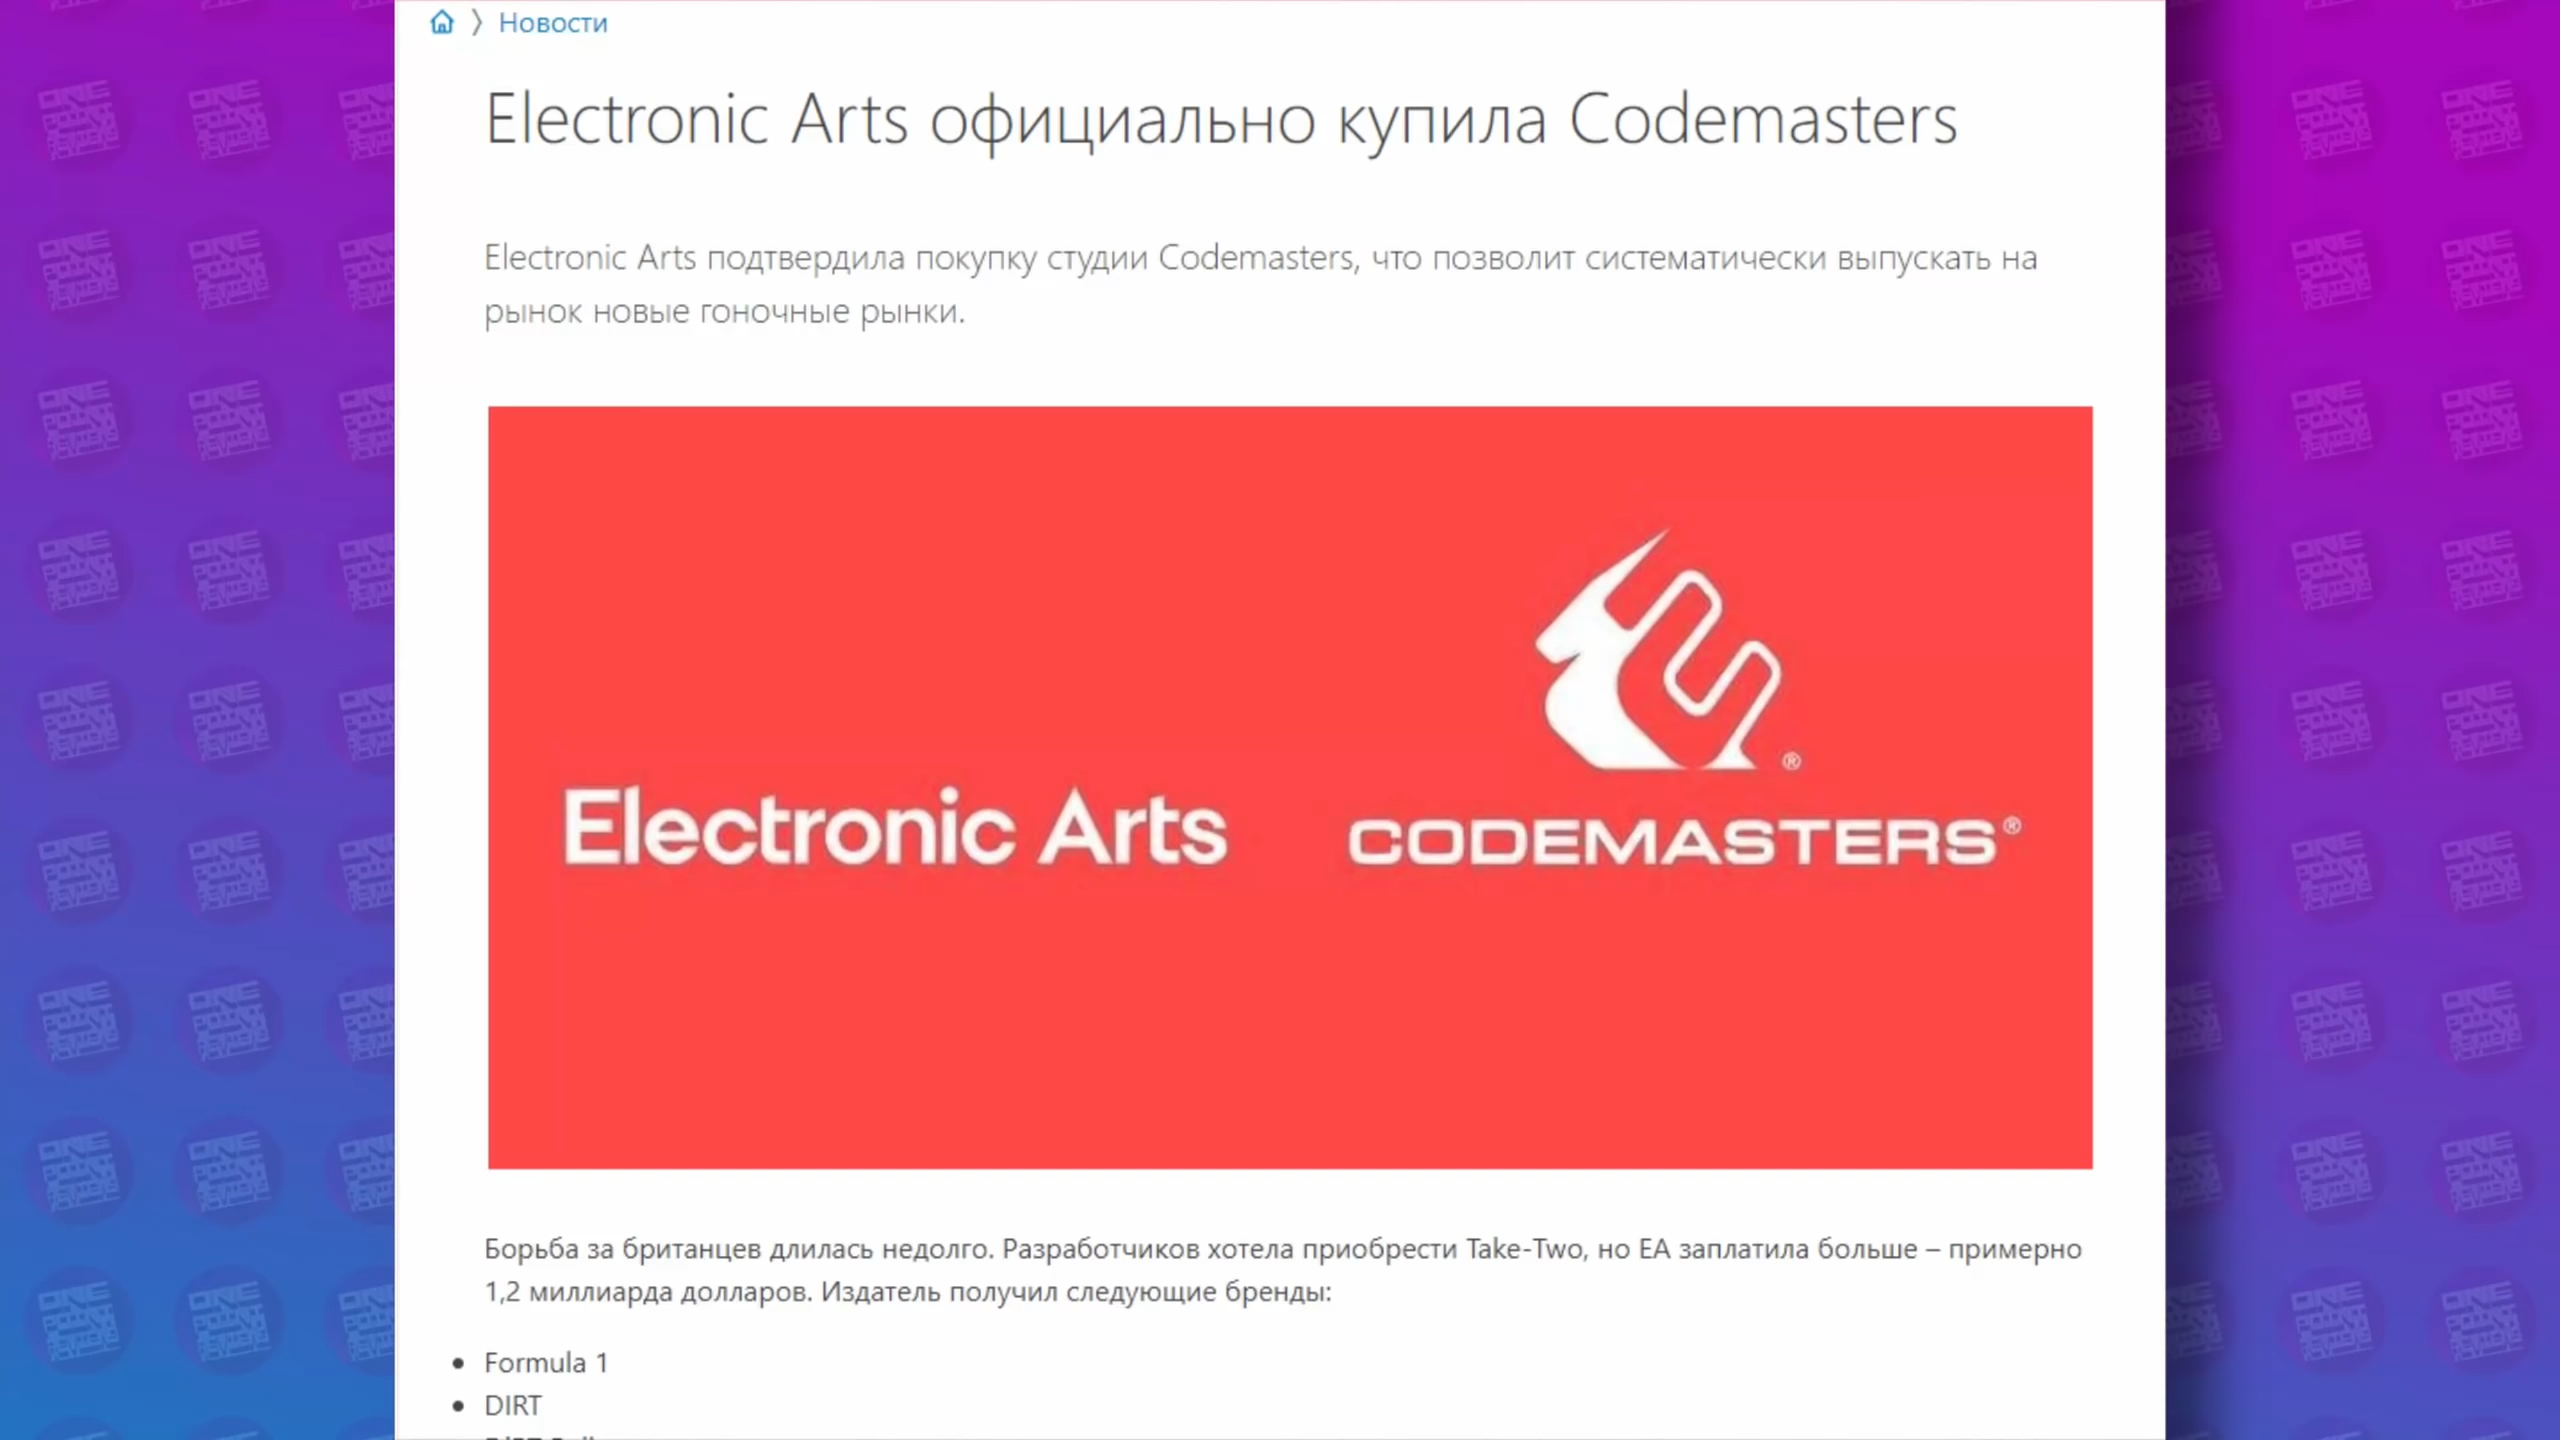 Новости
Electronic Arts официально купила Codemasters
Electronic Arts подтвердила покупку студии Codemasters, что позволит систематически выпускать на
рынок новые гоночные рынки.
Electronic Arts
CODEMASTERS®
Борьба за британцев длилась недолго. Разработчиков хотела приобрести Take-Two, но EA заплатила больше – примерно
1,2 миллиарда долларов. Издатель получил следующие бренды:
• Formula 1
• DIRT